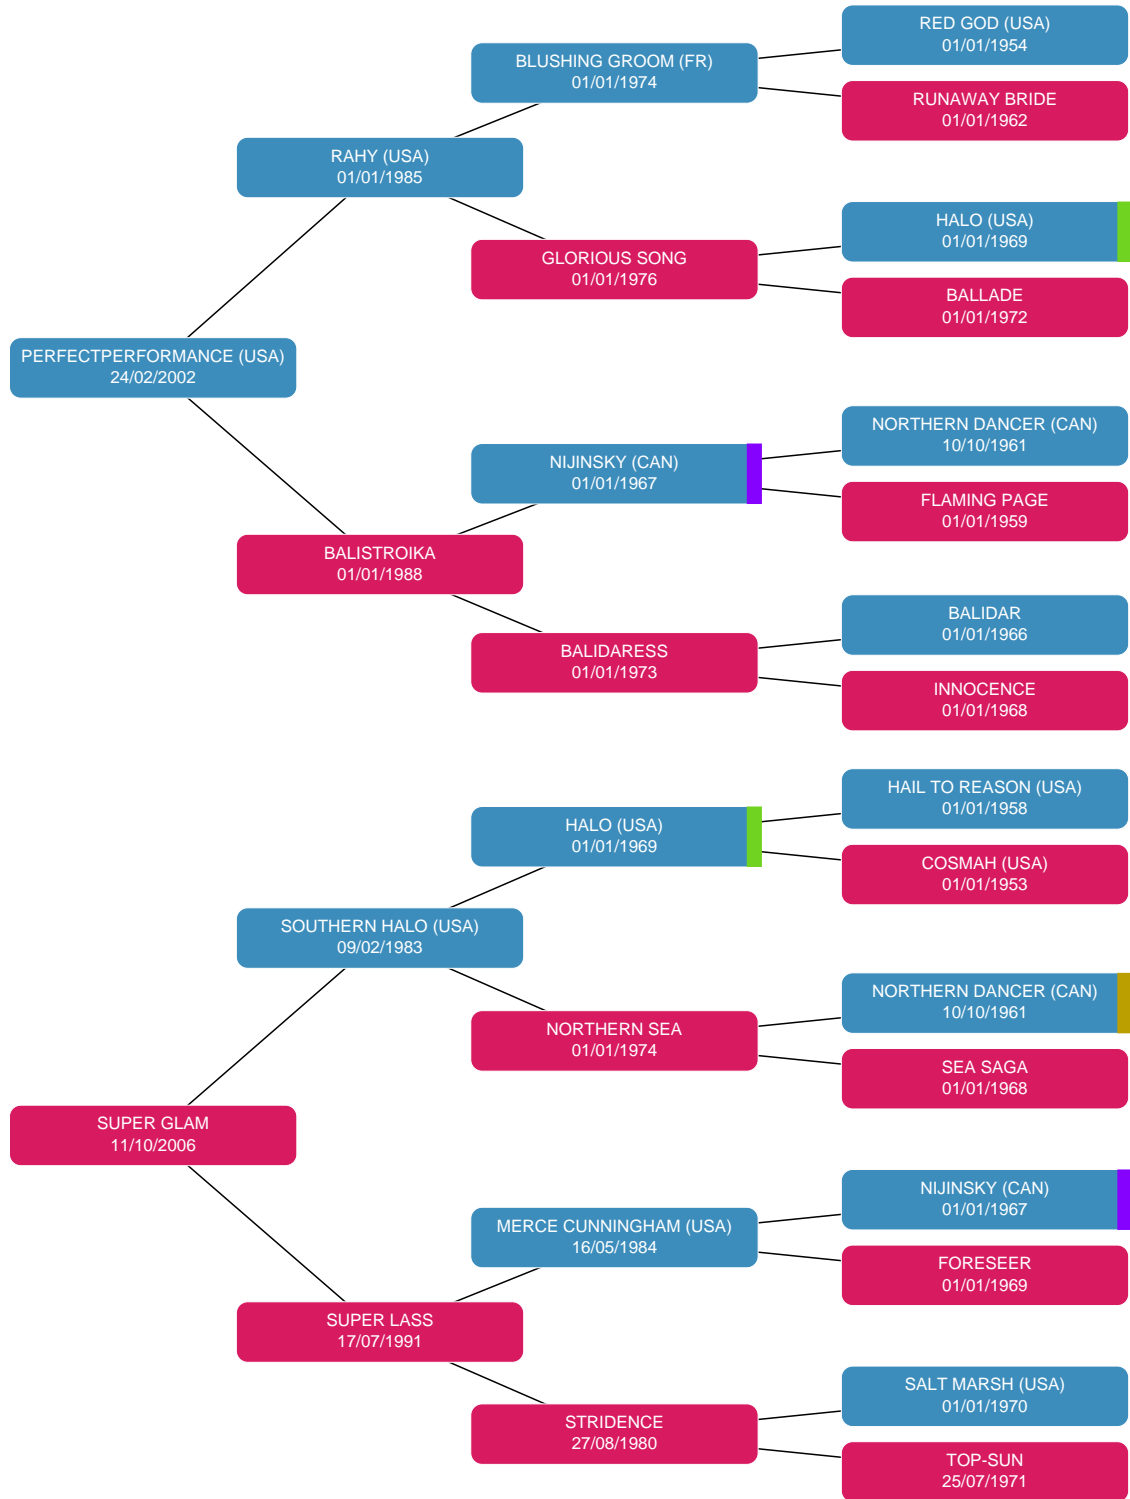 RED GOD (USA)
01/01/1954
BLUSHING GROOM (FR)
01/01/1974
RUNAWAY BRIDE
01/01/1962
RAHY (USA)
01/01/1985
HALO (USA)
01/01/1969
GLORIOUS SONG
01/01/1976
BALLADE
01/01/1972
PERFECTPERFORMANCE (USA)
24/02/2002
NORTHERN DANCER (CAN)
10/10/1961
NIJINSKY (CAN)
01/01/1967
FLAMING PAGE
01/01/1959
BALISTROIKA
01/01/1988
BALIDAR
01/01/1966
BALIDARESS
01/01/1973
INNOCENCE
01/01/1968
HAIL TO REASON (USA)
01/01/1958
HALO (USA)
01/01/1969
COSMAH (USA)
01/01/1953
SOUTHERN HALO (USA)
09/02/1983
NORTHERN DANCER (CAN)
10/10/1961
NORTHERN SEA
01/01/1974
SEA SAGA
01/01/1968
SUPER GLAM
11/10/2006
NIJINSKY (CAN)
01/01/1967
MERCE CUNNINGHAM (USA)
16/05/1984
FORESEER
01/01/1969
SUPER LASS
17/07/1991
SALT MARSH (USA)
01/01/1970
STRIDENCE
27/08/1980
TOP-SUN
25/07/1971